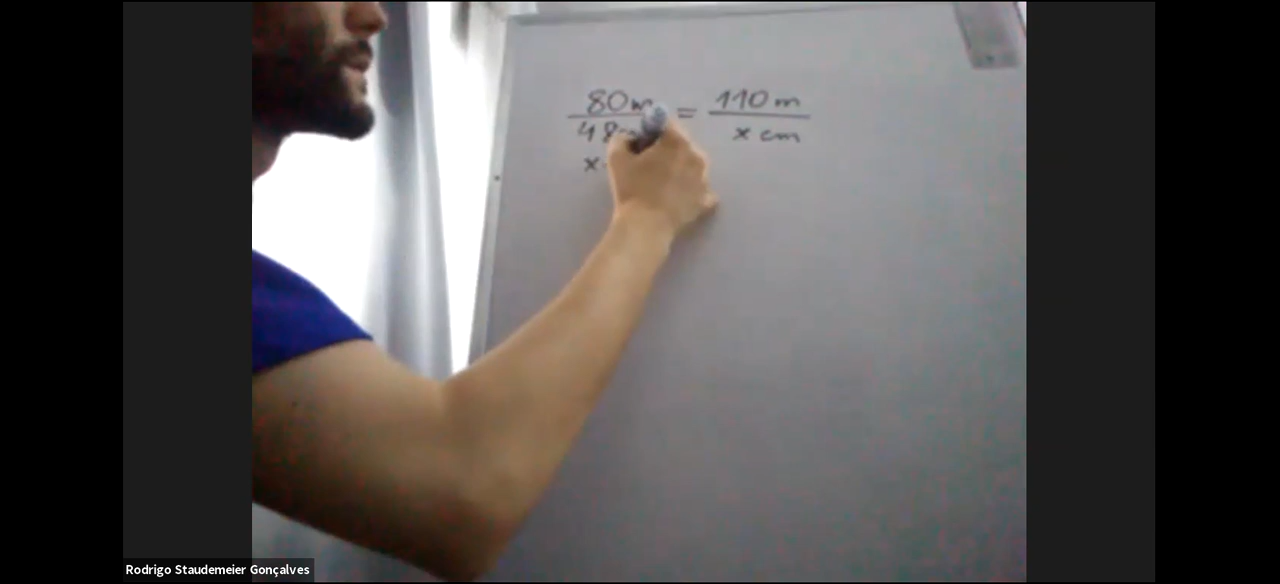 80m = 110 m
48 x cm
x
Rodrigo Staudemeier Gonçalves